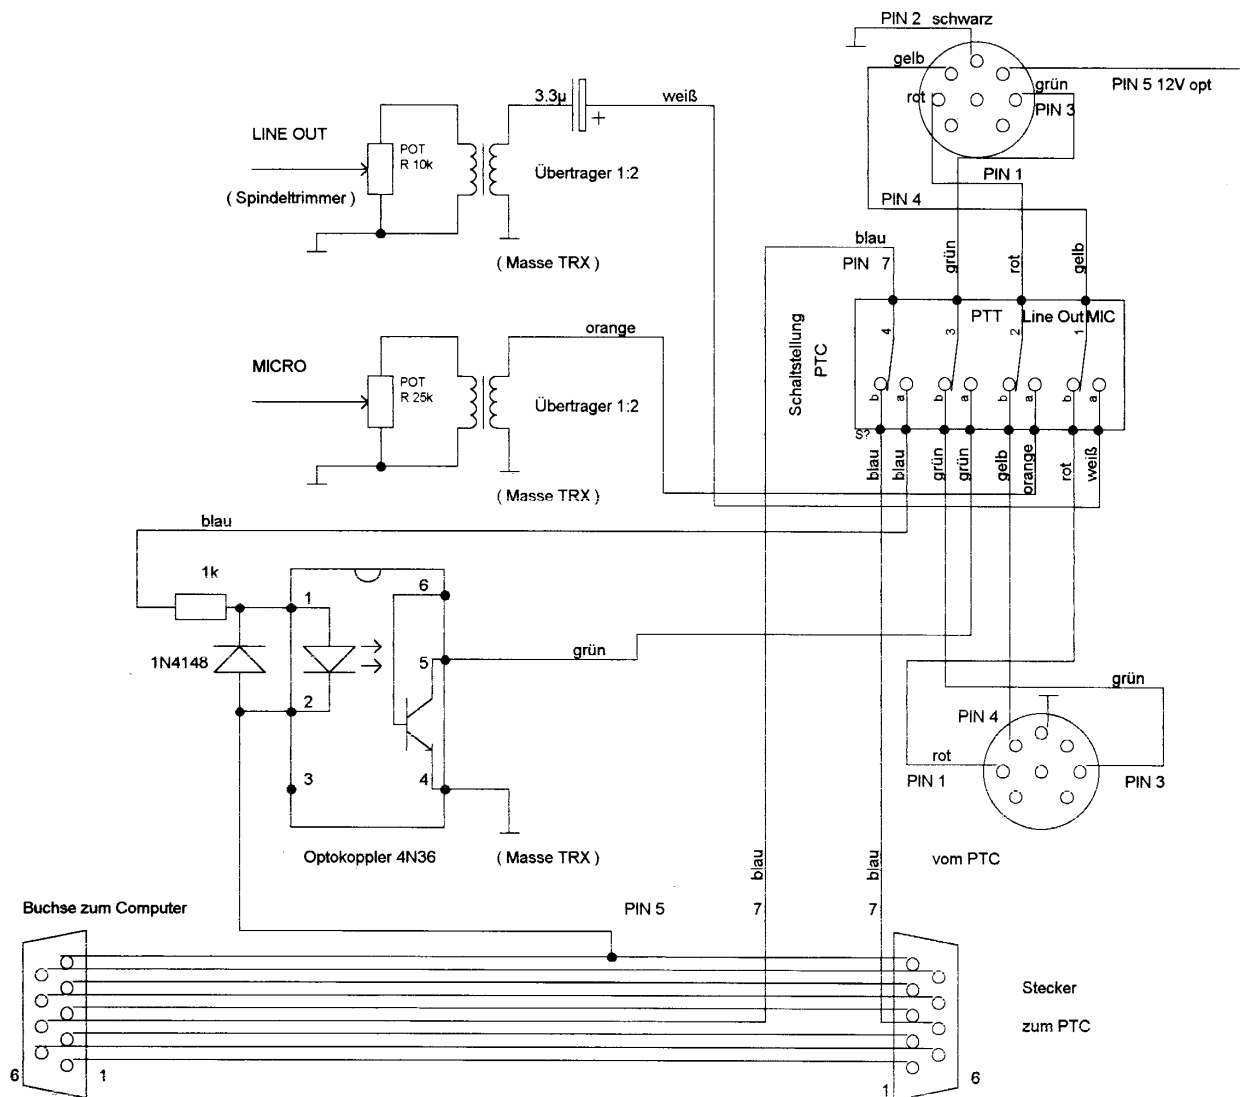 PIN 2 schwarz
gelb
PIN 5 12V opt
rot
grün
PIN 3
PIN 1
PIN 4
3.3µ
+
weiß
LINE OUT
POT
R 10k
( Spindeltrimmer )
Übertrager 1:2
( Masse TRX )
blau
PIN 7
grün
rot
gelb
Schaltstellung
PTC
PTT
Line Out
MIC
4
3
2
1
b
a
b
a
b
a
b
a
S?
blau
blau
grün
grün
gelb
orange
rot
weiß
orange
MICRO
POT
R 25k
Übertrager 1:2
( Masse TRX )
blau
1k
1N4148
1
2
3
6
5
4
grün
Optokoppler 4N36
( Masse TRX )
grün
PIN 4
rot
PIN 1
PIN 3
vom PTC
blau
blau
7
7
PIN 5
Buchse zum Computer
6
1
Stecker
zum PTC
1
6